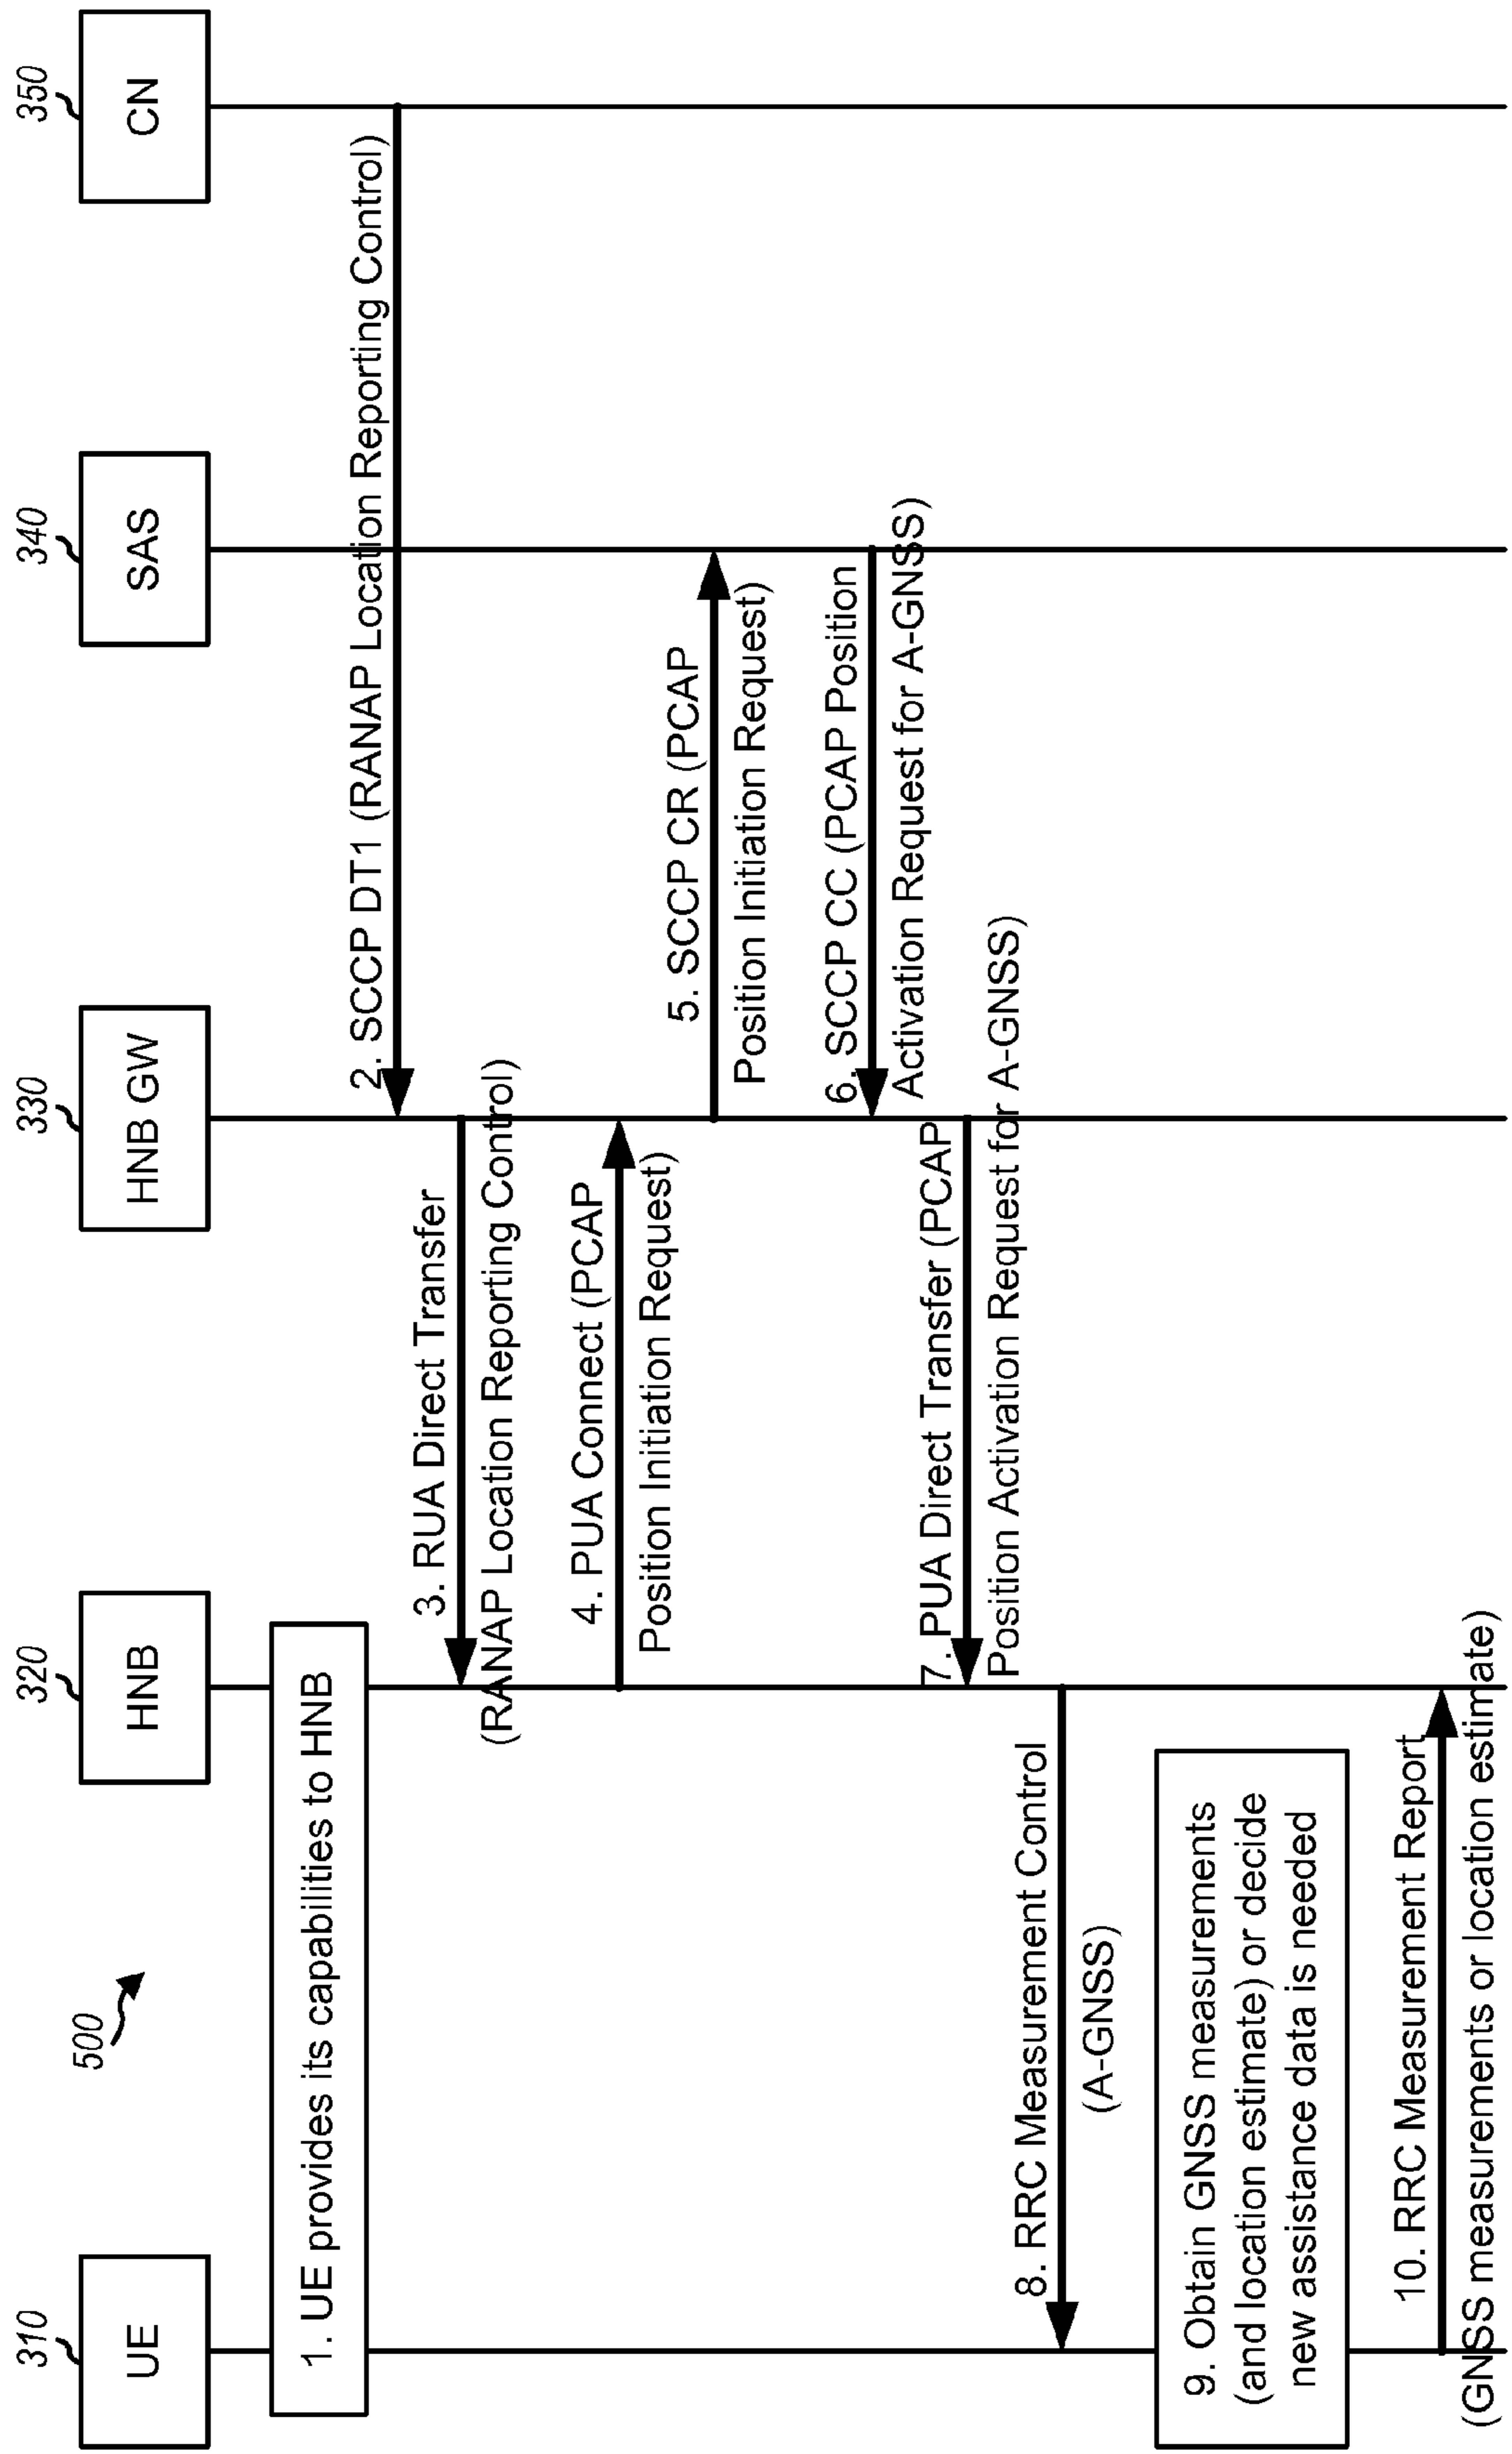 500
310
320
330
340
350
UE
HNB
HNB GW
SAS
CN
1. UE provides its capabilities to HNB
2. SCCP DT1 (RANAP Location Reporting Control)
3. RUA Direct Transfer
(RANAP Location Reporting Control)
4. PUA Connect (PCAP
Position Initiation Request)
5. SCCP CR (PCAP
Position Initiation Request)
6. SCCP CC (PCAP Position
Activation Request for A-GNSS)
7. PUA Direct Transfer (PCAP
Position Activation Request for A-GNSS)
8. RRC Measurement Control
(A-GNSS)
9. Obtain GNSS measurements
(and location estimate) or decide
new assistance data is needed
10. RRC Measurement Report
(GNSS measurements or location estimate)